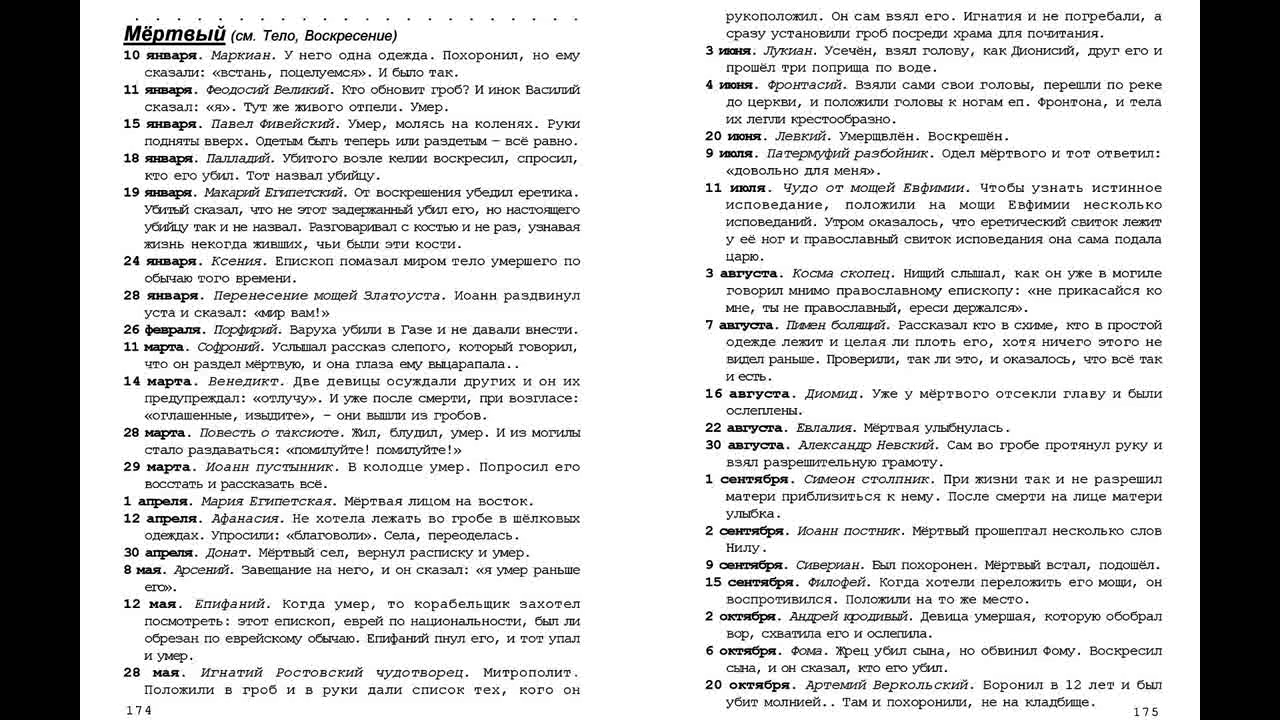 Мёртвый (см. Тело, Воскресение)
10 января. Маркиан. У него одна одежда. Похоронил, но ему
сказали: «встань, поцелуемся». И было так.
11 января. Феодосий Великий. Кто обновит гроб? И инок Василий
сказал: «я». Тут же живого отпели. Умер.
15 января. Павел Фивейский. Умер, молясь на коленях. Руки
подняты вверх. Одетым быть теперь или раздетым – всё равно.
18 января. Палладий. Убитого возле келии воскресил, спросил,
кто его убил. Тот назвал убийцу.
19 января. Макарий Египетский. От воскрешения убедил еретика.
Убитый сказал, что не этот задержанный убил его, но настоящего
убийцу так и не назвал. Разговаривал с костью и не раз, узнавая
жизнь некогда живших, чьи были эти кости.
24 января. Ксения. Епископ помазал миром тело умершего по
обычаю того времени.
28 января. Перенесение мощей Златоуста. Иоанн раздвинул
уста и сказал: «мир вам!»
26 февраля. Порфирий. Варуха убили в Газе и не давали внести.
11 марта. Софроний. Услышал рассказ слепого, который говорил,
что он раздел мёртвую, и она глаза ему выцарапала..
14 марта. Венедикт. Две девицы осуждали других и он их
предупреждал: «отлучу». И уже после смерти, при возгласе:
«оглашенные, изыдите», – они вышли из гробов.
28 марта. Повесть о таксиоте. Жил, блудил, умер. И из могилы
стало раздаваться: «помилуйте! помилуйте!»
29 марта. Иоанн пустынник. В колодце умер. Попросил его
восстать и рассказать всё.
1 апреля. Мария Египетская. Мёртвая лицом на восток.
12 апреля. Афанасия. Не хотела лежать во гробе в шёлковых
одеждах. Упросили: «благоволи». Села, переоделась.
30 апреля. Донат. Мёртвый сел, вернул расписку и умер.
8 мая. Арсений. Завещание на него, и он сказал: «я умер раньше
его».
12 мая. Епифаний. Когда умер, то корабельщик захотел
посмотреть: этот епископ, еврей по национальности, был ли
обрезан по еврейскому обычаю. Епифаний пнул его, и тот упал
и умер.
28 мая. Игнатий Ростовский чудотворец. Митрополит.
Положили в гроб и в руки дали список тех, кого он
174
рукоположил. Он сам взял его. Игнатия и не погребали, а
сразу установили гроб посреди храма для почитания.
3 июня. Лукиан. Усечён, взял голову, как Дионисий, друг его и
прошёл три поприща по воде.
4 июня. Фронтасий. Взяли сами свои головы, перешли по реке
до церкви, и положили головы к ногам еп. Фронтона, и тела
их легли крестообразно.
20 июня. Левкий. Умершвлён. Воскрешён.
9 июля. Патермуфий разбойник. Одел мёртвого и тот ответил:
«довольно для меня».
11 июля. Чудо от мощей Евфимии. Чтобы узнать истинное
исповедание, положили на мощи Евфимии несколько
исповеданий. Утром оказалось, что еретический свиток лежит
у её ног и православный свиток исповедания она сама подала
царю.
3 августа. Косма скопец. Нищий слышал, как он уже в могиле
говорил мнимо православному епископу: «не прикасайся ко
мне, ты не православный, ереси держался».
7 августа. Пимен болящий. Рассказал кто в схиме, кто в простой
одежде лежит и целая ли плоть его, хотя ничего этого не
видел раньше. Проверили, так ли это, и оказалось, что всё так
и есть.
16 августа. Диомид. Уже у мёртвого отсекли главу и были
ослеплены.
22 августа. Евлалия. Мёртвая улыбнулась.
30 августа. Александр Невский. Сам во гробе протянул руку и
взял разрешительную грамоту.
1 сентября. Симеон столпник. При жизни так и не разрешил
матери приблизиться к нему. После смерти на лице матери
улыбка.
2 сентября. Иоанн постник. Мёртвый прошептал несколько слов
Нилу.
9 сентября. Сивериан. Был похоронен. Мёртвый встал, подошёл.
15 сентября. Филофей. Когда хотели переложить его мощи, он
воспротивился. Положили на то же место.
2 октября. Андрей юродивый. Девица умершая, которую обобрал
вор, схватила его и ослепила.
6 октября. Фома. Жрец убил сына, но обвинил Фому. Воскресил
сына, и он сказал, кто его убил.
20 октября. Артемий Веркольский. Боронил в 12 лет и был
убит молнией.. Там и похоронили, не на кладбище.
175